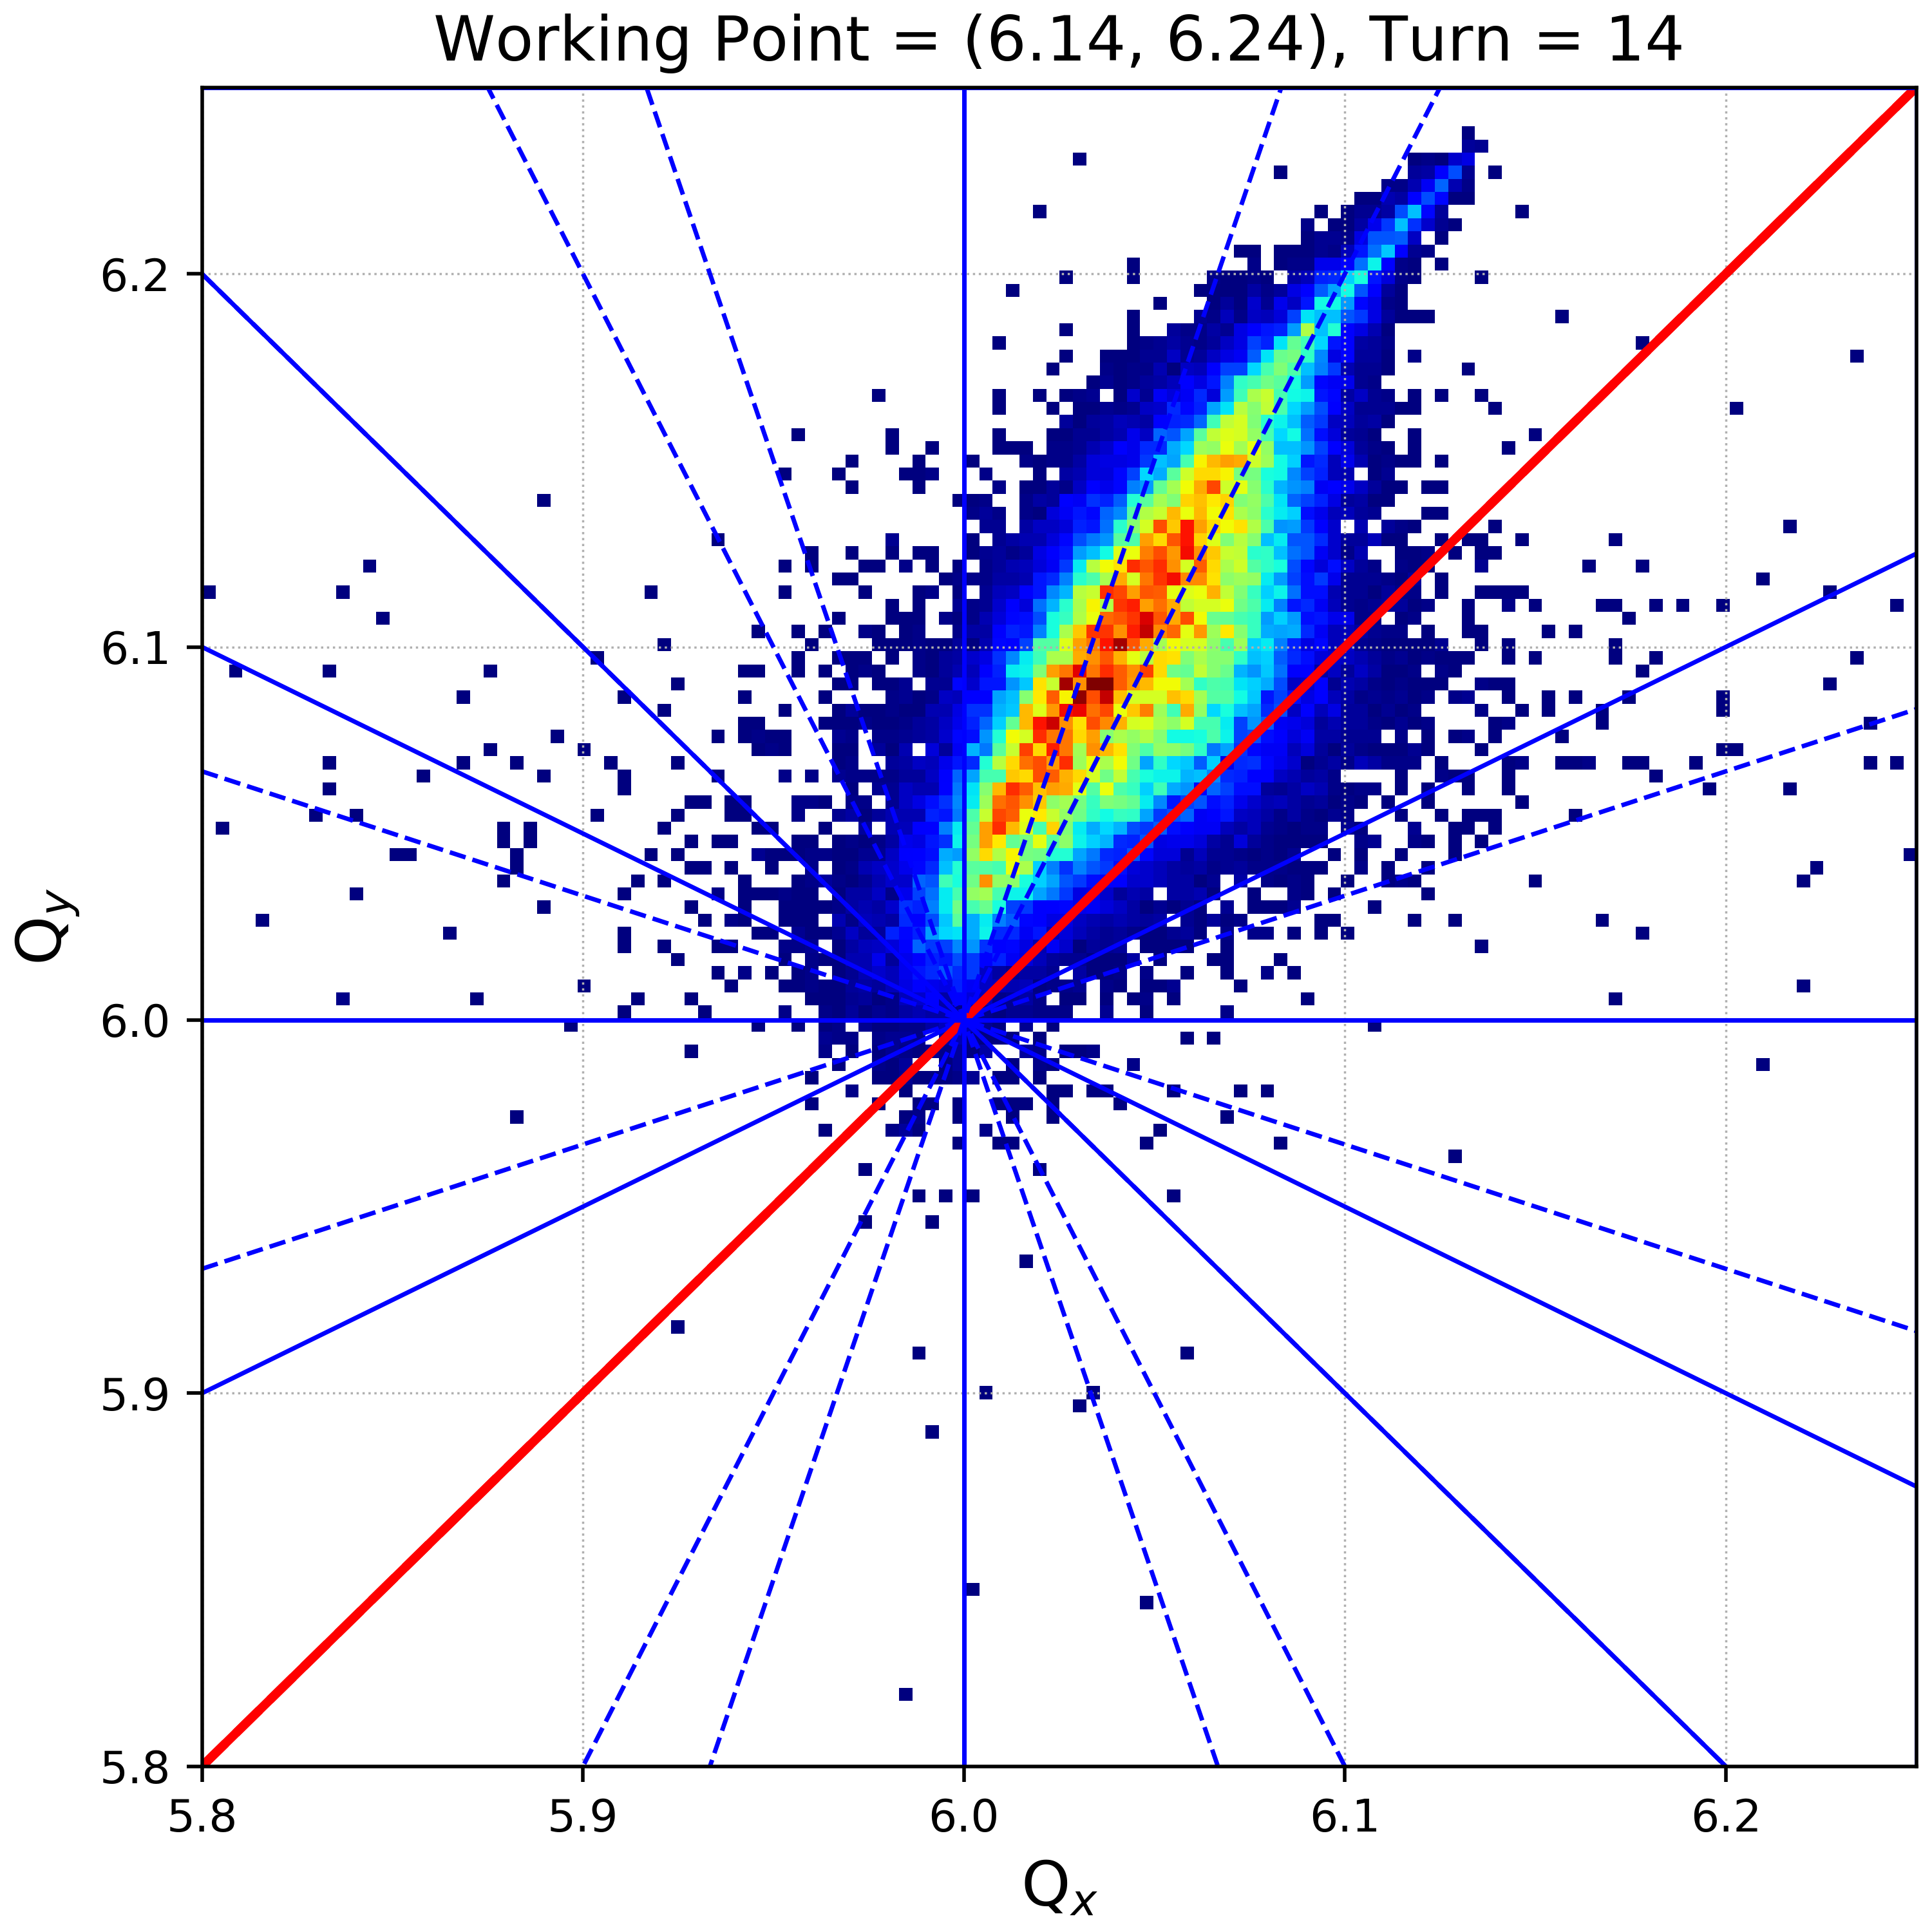 Working Point = (6.14, 6.24), Turn = 14
6.2
6.1
6.0
5.9
5.8
Qy
5.8 5.9 6.0 6.1 6.2
Qx